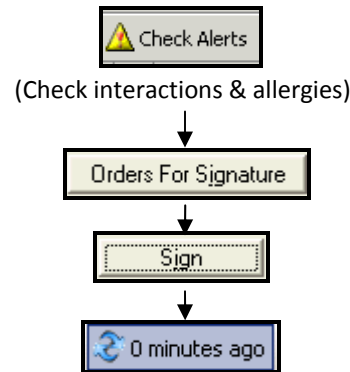 Check Alerts
(Check interactions & allergies)
Orders For Signature
Sign
0 minutes ago